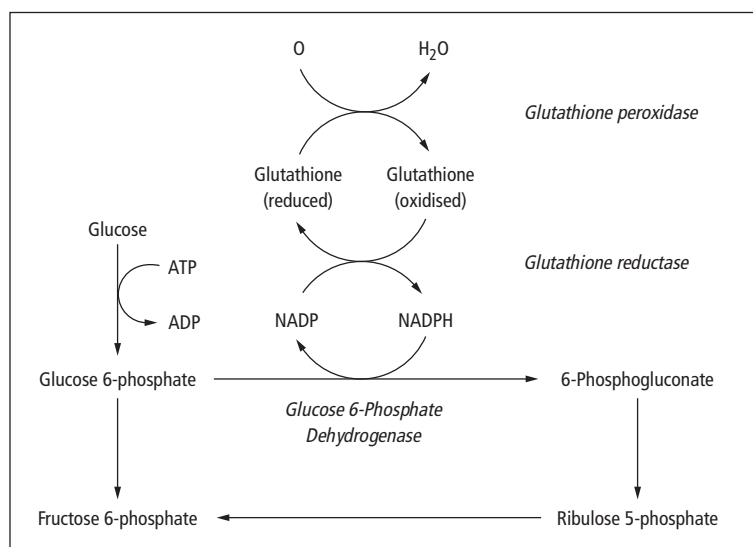 O
H₂O
Glutathione peroxidase
Glutathione
(reduced)
Glutathione
(oxidised)
Glucose
ATP
Glutathione reductase
ADP
NADP
NADPH
Glucose 6-phosphate
6-Phosphogluconate
Glucose 6-Phosphate
Dehydrogenase
Fructose 6-phosphate
Ribulose 5-phosphate